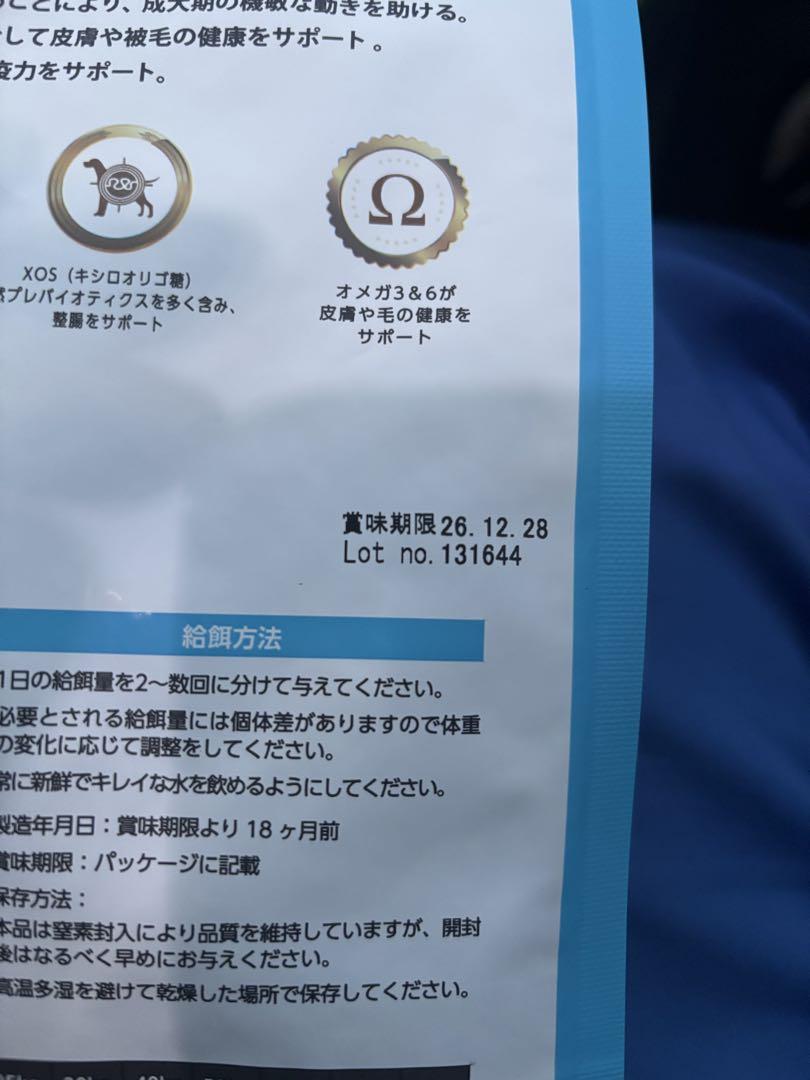 ことにより、成犬期の機敏な動きを助ける。
して皮膚や被毛の健康をサポート。
疫力をサポート。
XOS（キシロオリゴ糖）
プレバイオティクスを多く含み、
整腸をサポート
Ω
オメガ3＆6が
皮膚や毛の健康を
サポート
賞味期限26.12.28
Lot no.131644
給餌方法
1日の給餌量を2〜数回に分けて与えてください。
必要とされる給餌量には個体差がありますので体重
の変化に応じて調整をしてください。
常に新鮮でキレイな水を飲めるようにしてください。
製造年月日：賞味期限より18ヶ月前
賞味期限：パッケージに記載
保存方法：
本品は窒素封入により品質を維持していますが、開封
後はなるべく早めにお与えください。
高温多湿を避けて乾燥した場所で保存してください。